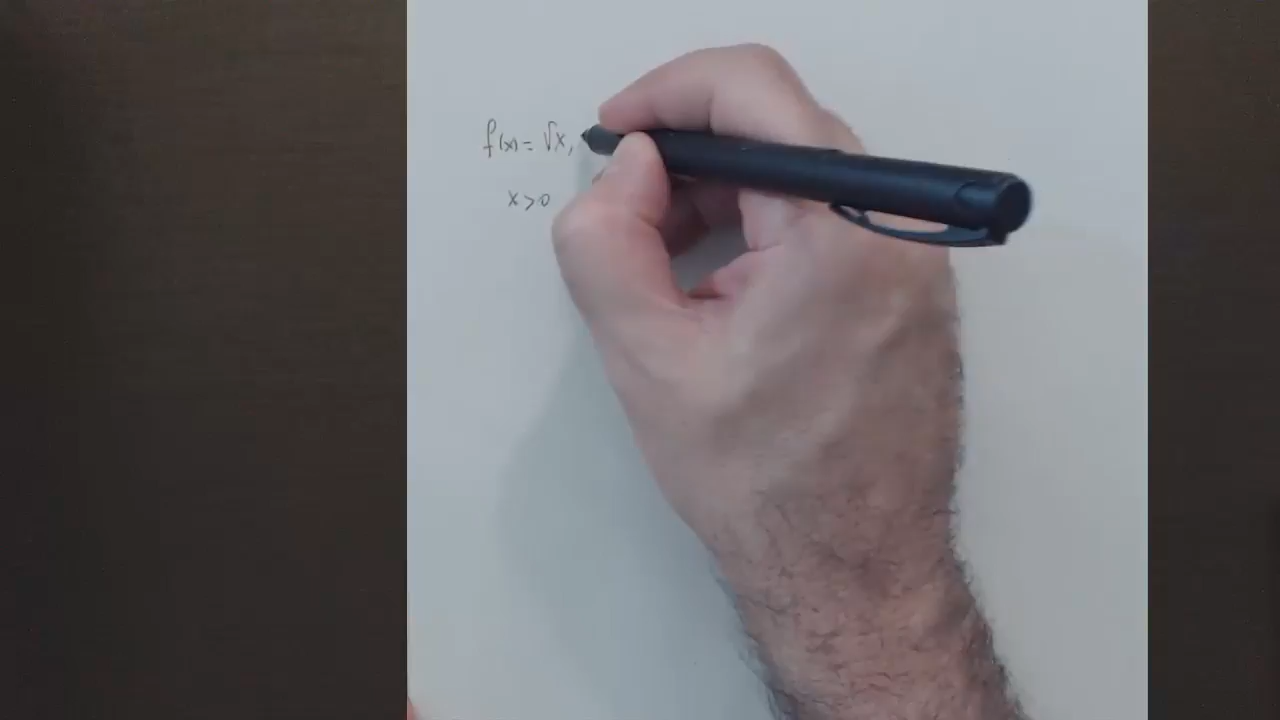 f(x) = √x,
x > 0